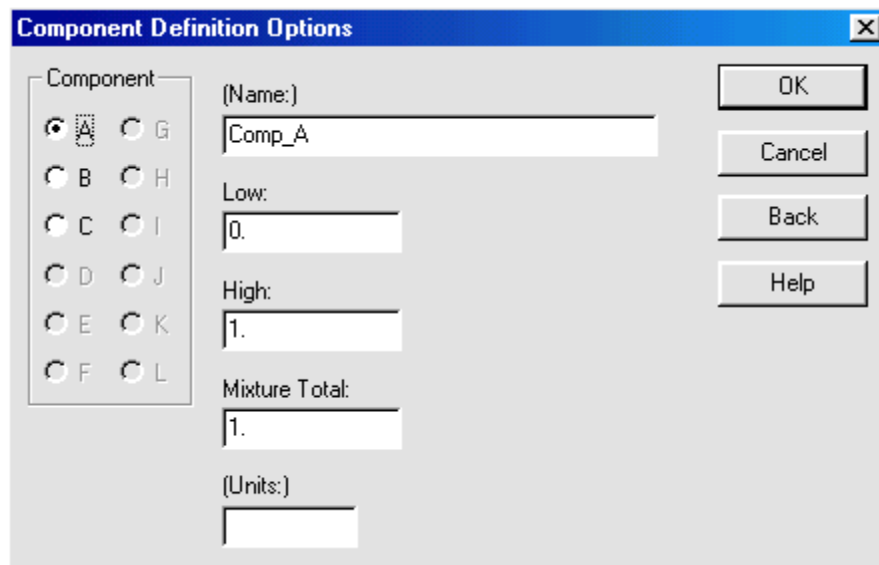 Component Definition Options
Component
A G
B H
C I
D J
E K
F L
(Name:)
Comp_A
Low:
0.
High:
1.
Mixture Total:
1.
(Units:)
OK
Cancel
Back
Help